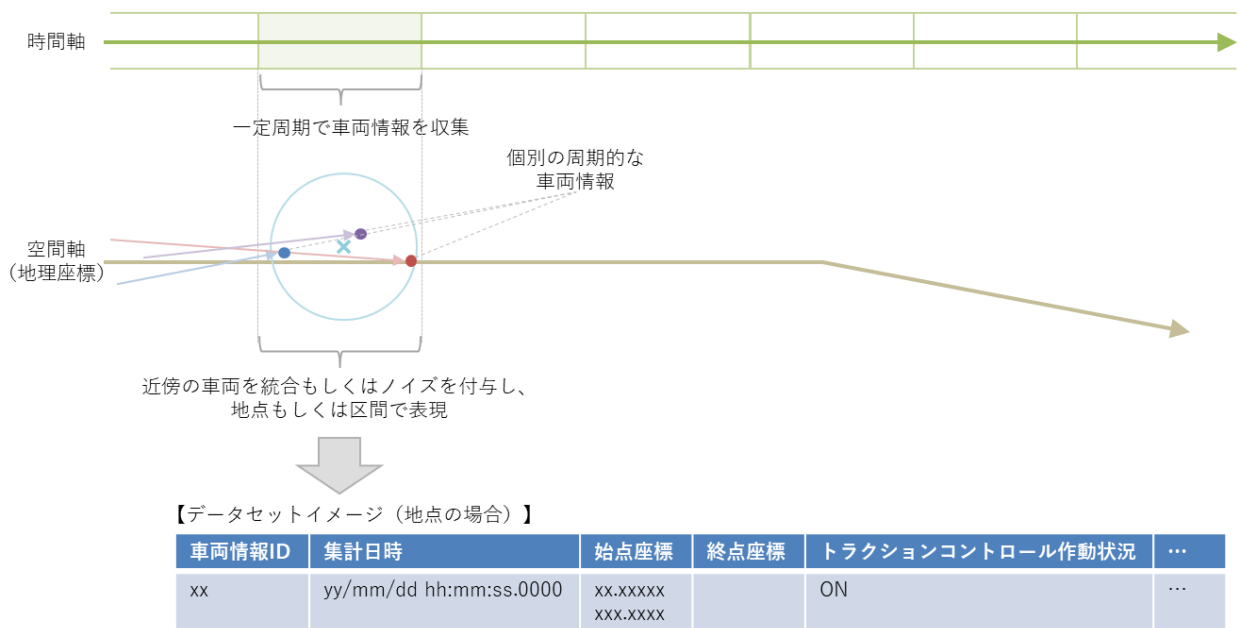 時間軸
一定周期で車両情報を収集
個別の周期的な
車両情報
空間軸
（地理座標）
近傍の車両を統合もしくはノイズを付与し、
地点もしくは区間で表現
【データセットイメージ（地点の場合）】
車両情報ID 集計日時 始点座標 終点座標 トラクションコントロール作動状況 …
xx yy/mm/dd hh:mm:ss.0000 xx.xxxxx ON …
xxx.xxxx